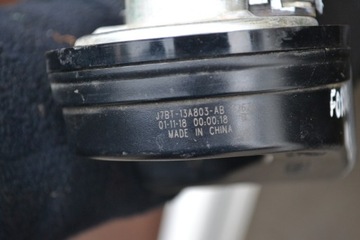 J7BT-13A803-AB
01-11-18 00:00:18
MADE IN CHINA